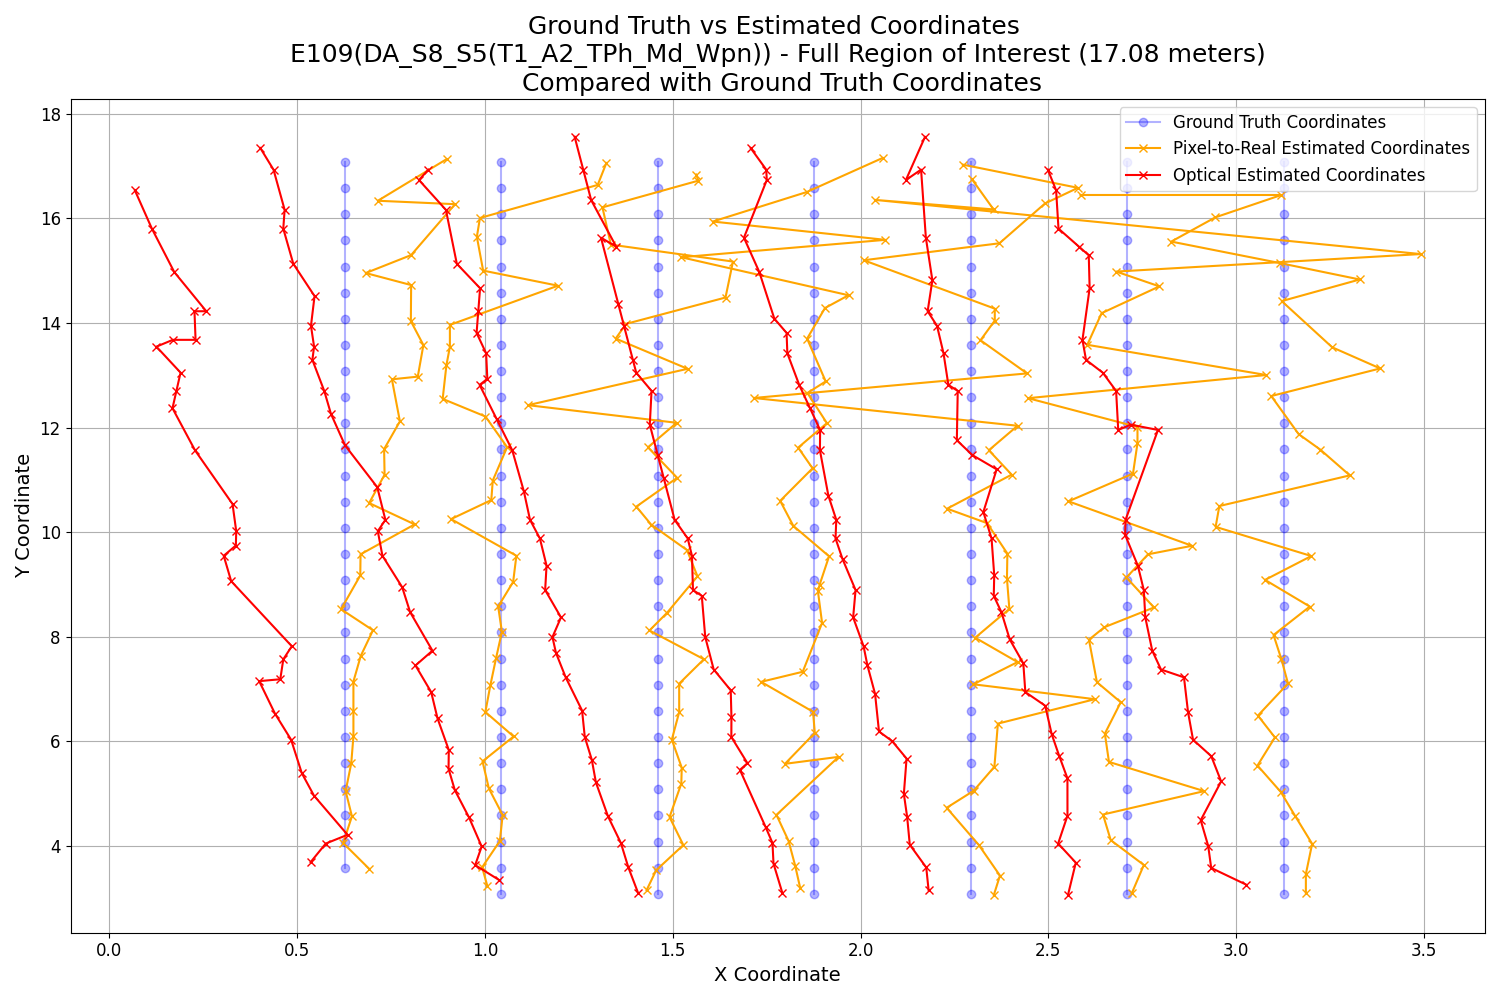 Ground Truth vs Estimated Coordinates
E109(DA_S8_S5(T1_A2_TPh_Md_Wpn)) - Full Region of Interest (17.08 meters)
Compared with Ground Truth Coordinates
Ground Truth Coordinates
Pixel-to-Real Estimated Coordinates
Optical Estimated Coordinates
Y Coordinate
18
16
14
12
10
8
6
4
0.0 0.5 1.0 1.5 2.0 2.5 3.0 3.5
X Coordinate